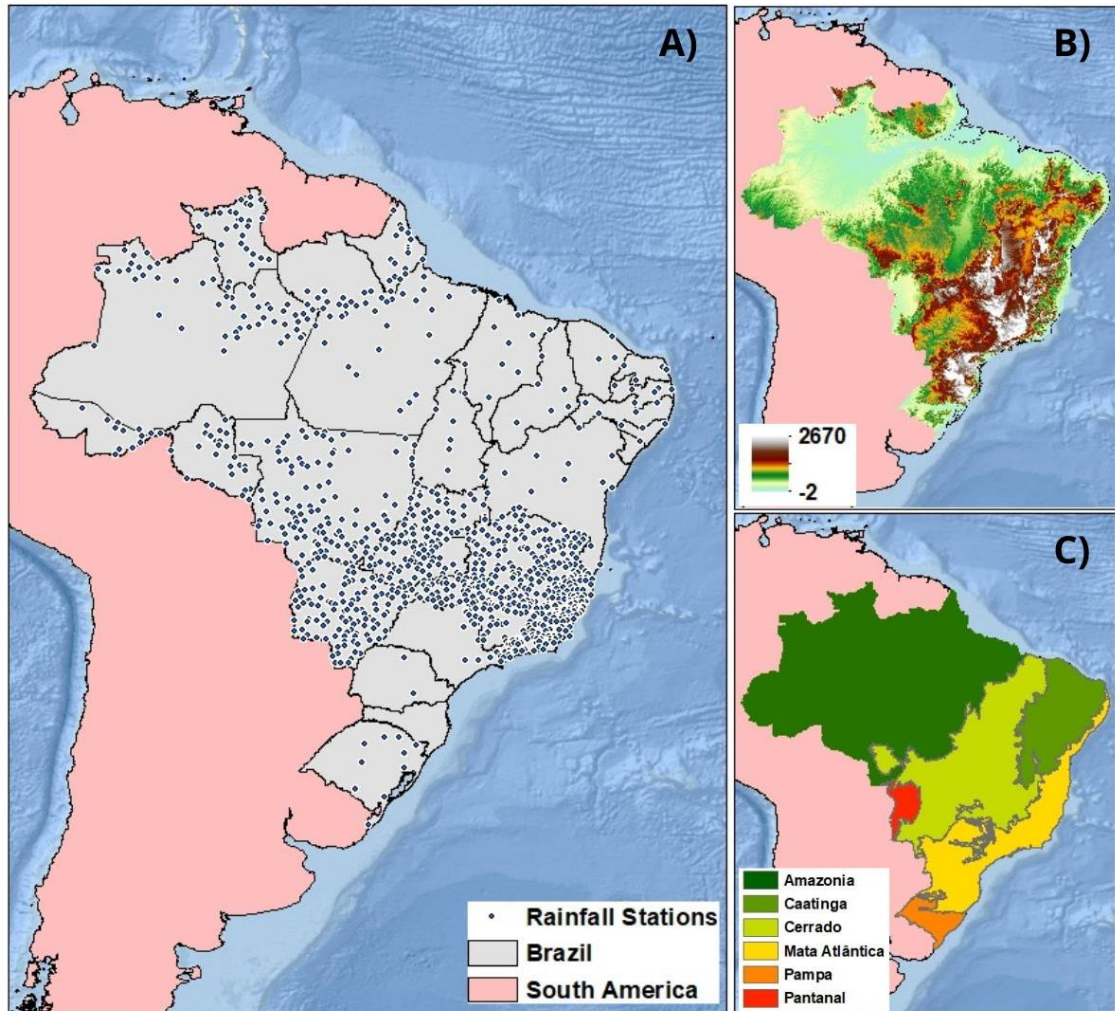 A)
Rainfall Stations
Brazil
South America
B)
2670
-2
C)
Amazonia
Caatinga
Cerrado
Mata Atlântica
Pampa
Pantanal